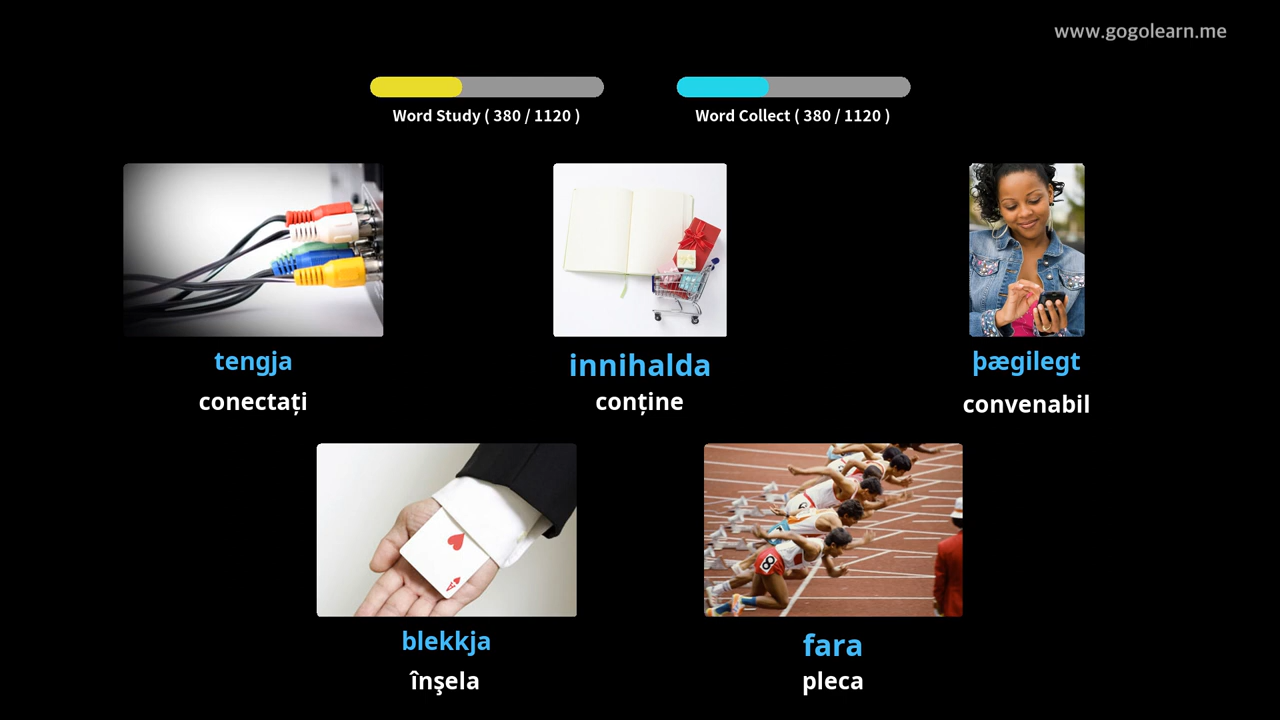 www.gogolearn.me
Word Study ( 380 / 1120 )
Word Collect ( 380 / 1120 )
tengja
innihalda
þægilegt
conectați
conține
convenabil
A
8
blekkja
fara
înşela
pleca